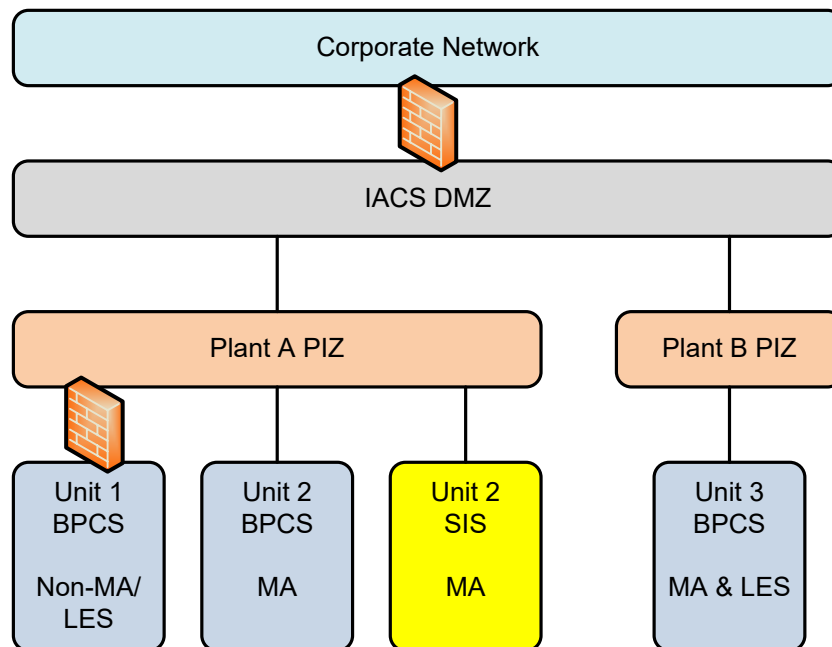 Corporate Network
IACS DMZ
Plant A PIZ
Plant B PIZ
Unit 1
BPCS
Non-MA/
LES
Unit 2
BPCS
MA
Unit 2
SIS
MA
Unit 3
BPCS
MA & LES